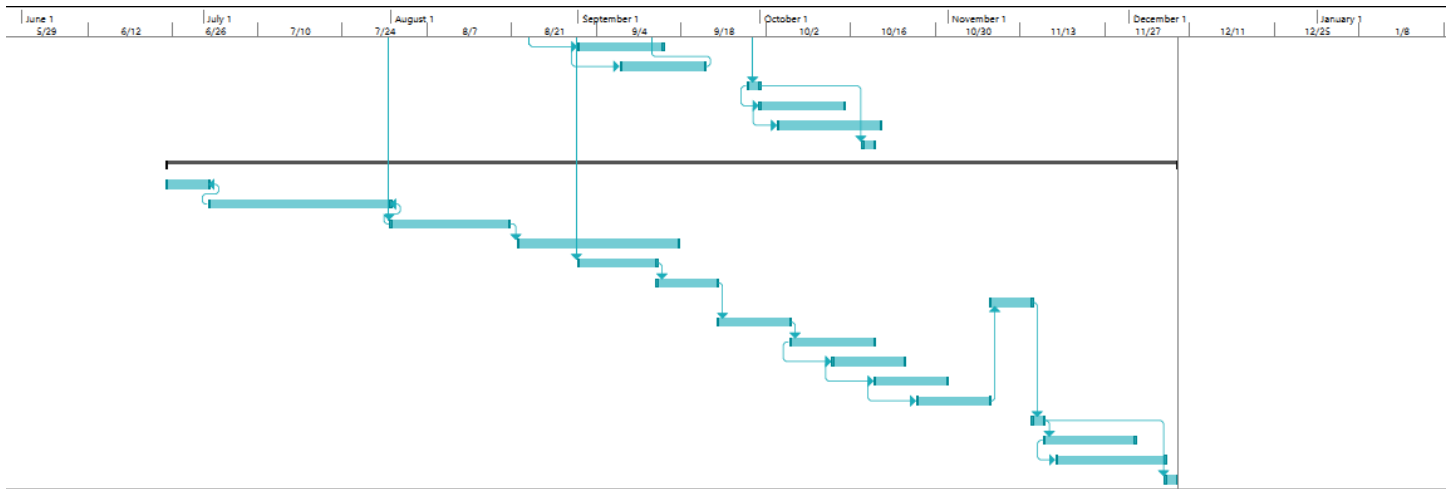 June 1 July 1 August 1 September 1 October 1 November 1 December 1 January 1
5/29 6/12 6/26 7/10 7/24 8/7 8/21 9/4 9/18 10/2 10/16 10/30 11/13 11/27 12/11 12/25 1/8